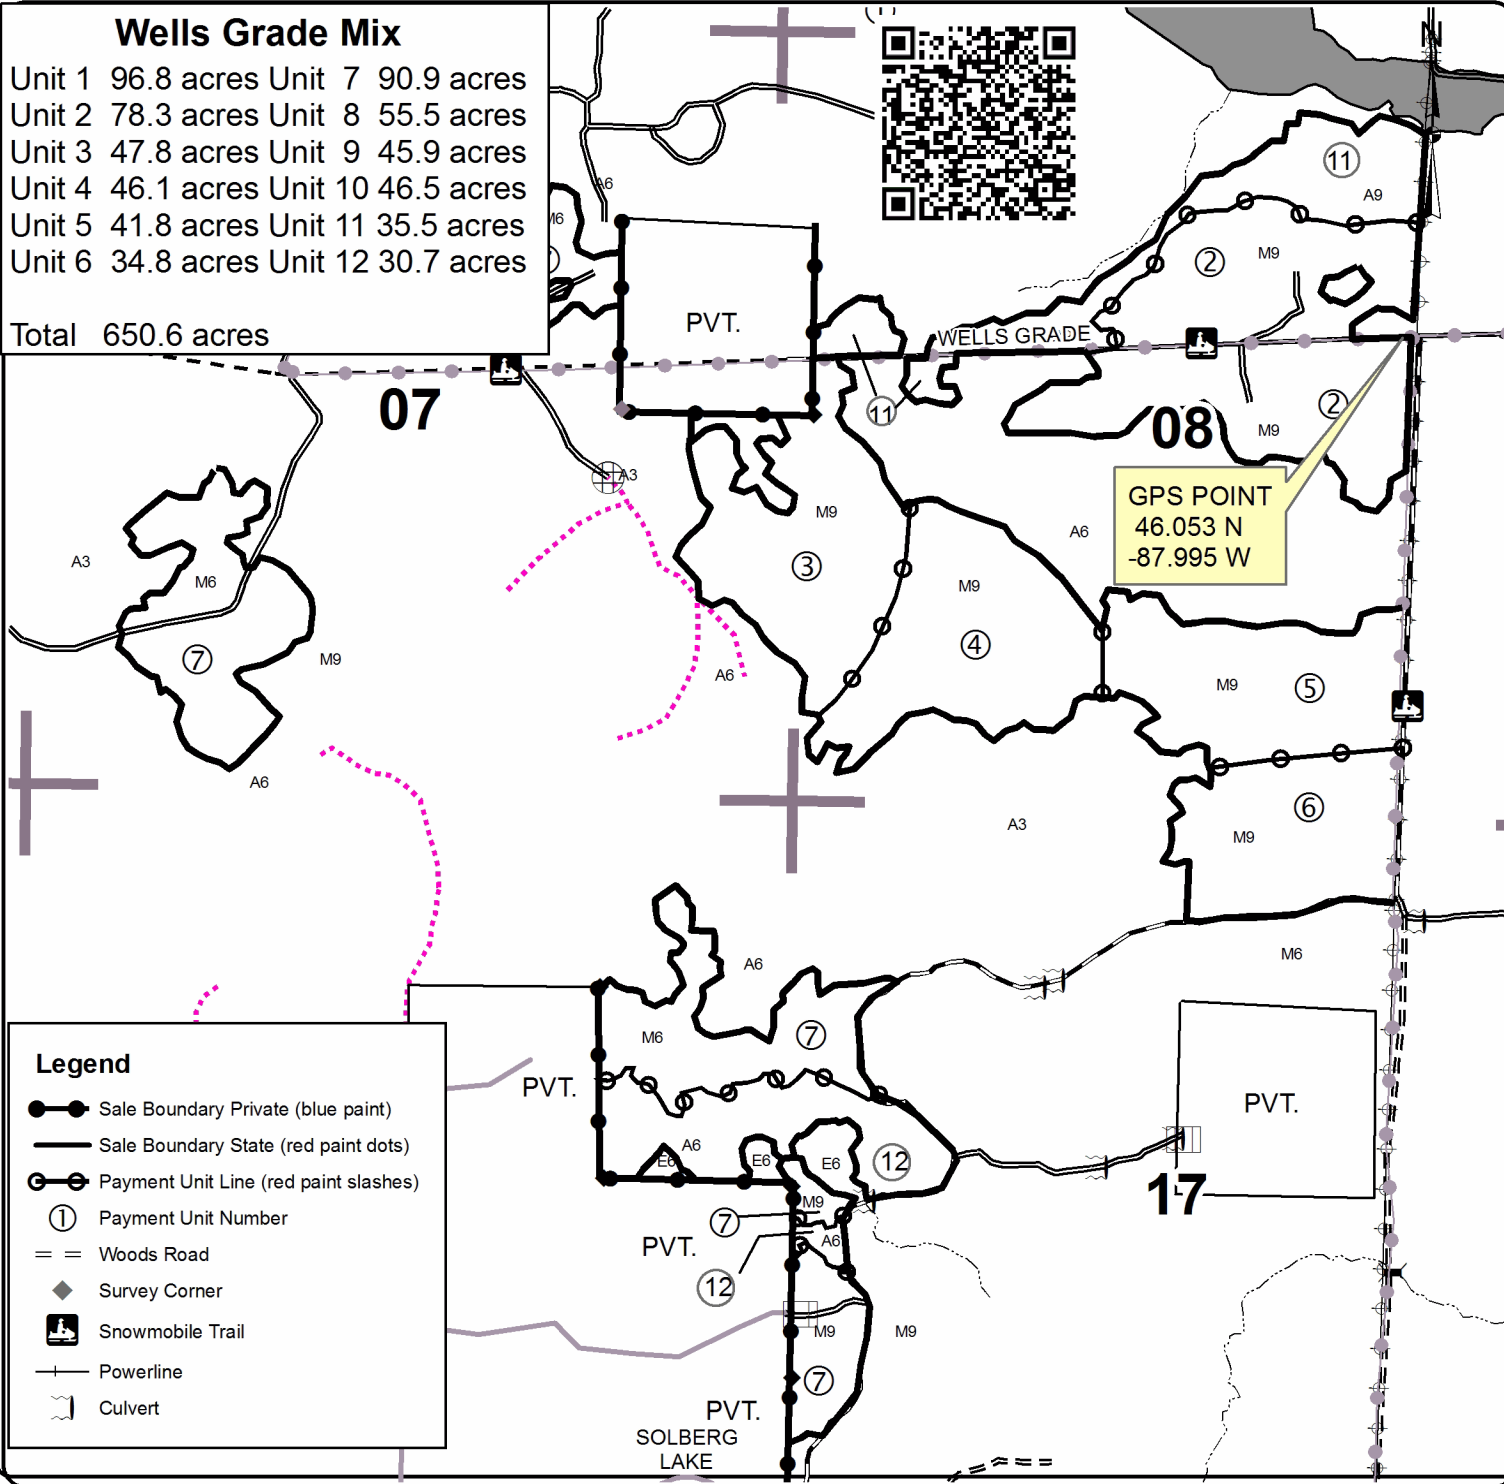 Wells Grade Mix
Unit 1 96.8 acres Unit 7 90.9 acres
Unit 2 78.3 acres Unit 8 55.5 acres
Unit 3 47.8 acres Unit 9 45.9 acres
Unit 4 46.1 acres Unit 10 46.5 acres
Unit 5 41.8 acres Unit 11 35.5 acres
Unit 6 34.8 acres Unit 12 30.7 acres
Total 650.6 acres
N
11
A9
A6
M6
2
M9
PVT.
WELLS GRADE
07
11
08
2
M9
A3
M9
A6
GPS POINT
46.053 N
-87.995 W
A3
M6
3
M9
4
7
M9
A6
M9
5
A6
6
A3
M9
A6
M6
M6
7
PVT.
PVT.
A6
E6
E6
E6
12
17
M9
7
A6
PVT.
12
M9
M9
7
PVT.
SOLBERG
LAKE
Legend
Sale Boundary Private (blue paint)
Sale Boundary State (red paint dots)
Payment Unit Line (red paint slashes)
1 Payment Unit Number
Woods Road
Survey Corner
Snowmobile Trail
Powerline
Culvert